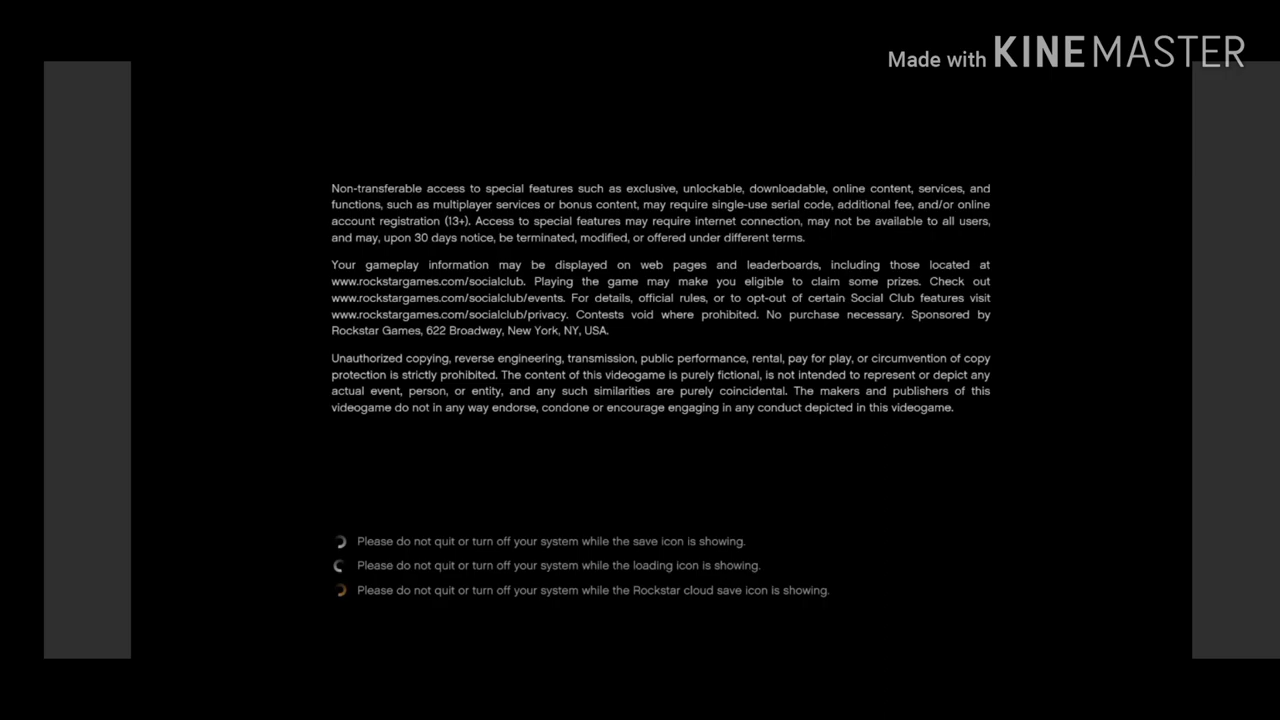 Made with KINEMASTER
Non-transferable access to special features such as exclusive, unlockable, downloadable, online content, services, and
functions, such as multiplayer services or bonus content, may require single-use serial code, additional fee, and/or online
account registration (13+). Access to special features may require internet connection, may not be available to all users,
and may, upon 30 days notice, be terminated, modified, or offered under different terms.
Your gameplay information may be displayed on web pages and leaderboards, including those located at
www.rockstargames.com/socialclub. Playing the game may make you eligible to claim some prizes. Check out
www.rockstargames.com/socialclub/events. For details, official rules, or to opt-out of certain Social Club features visit
www.rockstargames.com/socialclub/privacy. Contests void where prohibited. No purchase necessary. Sponsored by
Rockstar Games, 622 Broadway, New York, NY, USA.
Unauthorized copying, reverse engineering, transmission, public performance, rental, pay for play, or circumvention of copy
protection is strictly prohibited. The content of this videogame is purely fictional, is not intended to represent or depict any
actual event, person, or entity, and any such similarities are purely coincidental. The makers and publishers of this
videogame do not in any way endorse, condone or encourage engaging in any conduct depicted in this videogame.
Please do not quit or turn off your system while the save icon is showing.
Please do not quit or turn off your system while the loading icon is showing.
Please do not quit or turn off your system while the Rockstar cloud save icon is showing.